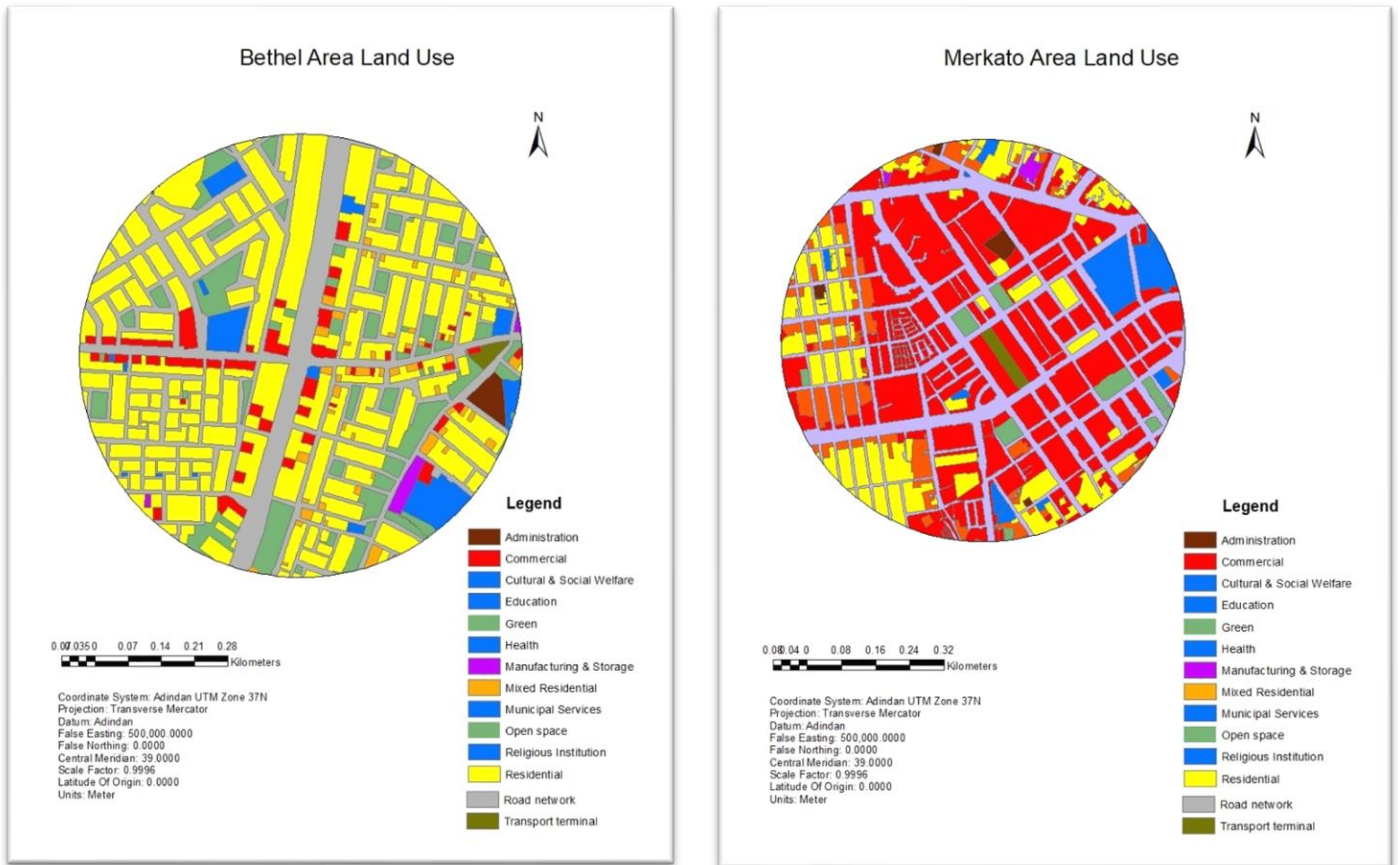 Bethel Area Land Use
N
Legend
Administration
Commercial
Cultural & Social Welfare
Education
Green
Health
Manufacturing & Storage
Mixed Residential
Municipal Services
Open space
Religious Institution
Residential
Road network
Transport terminal
0.07 0.14 0.21 0.28
Kilometers
Coordinate System: Adindan UTM Zone 37N
Projection: Transverse Mercator
Datum: Adindan
False Easting: 500,000.0000
False Northing: 0.0000
Central Meridian: 39.0000
Scale Factor: 0.9996
Latitude Of Origin: 0.0000
Units: Meter
Merkato Area Land Use
N
Legend
Administration
Commercial
Cultural & Social Welfare
Education
Green
Health
Manufacturing & Storage
Mixed Residential
Municipal Services
Open space
Religious Institution
Residential
Road network
Transport terminal
0.04 0 0.08 0.16 0.24 0.32
Kilometers
Coordinate System: Adindan UTM Zone 37N
Projection: Transverse Mercator
Datum: Adindan
False Easting: 500,000.0000
False Northing: 0.0000
Central Meridian: 39.0000
Scale Factor: 0.9996
Latitude Of Origin: 0.0000
Units: Meter